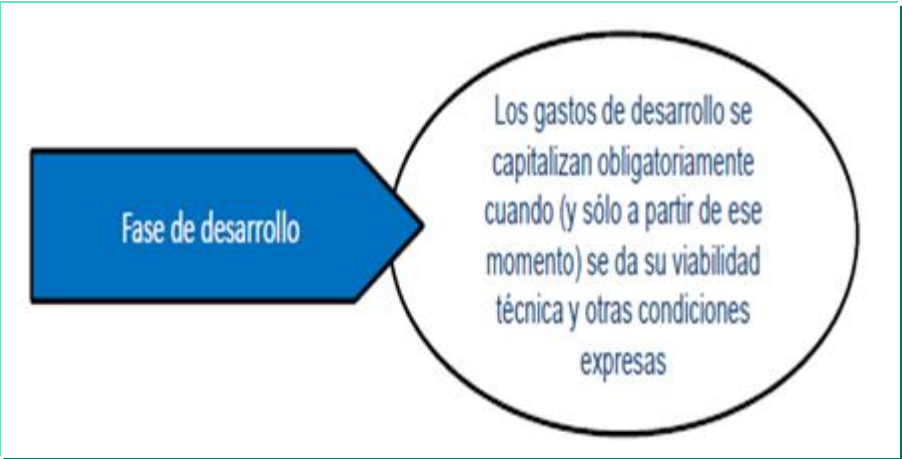 Fase de desarrollo
Los gastos de desarrollo se
capitalizan obligatoriamente
cuando (y sólo a partir de ese
momento) se da su viabilidad
técnica y otras condiciones
expresas